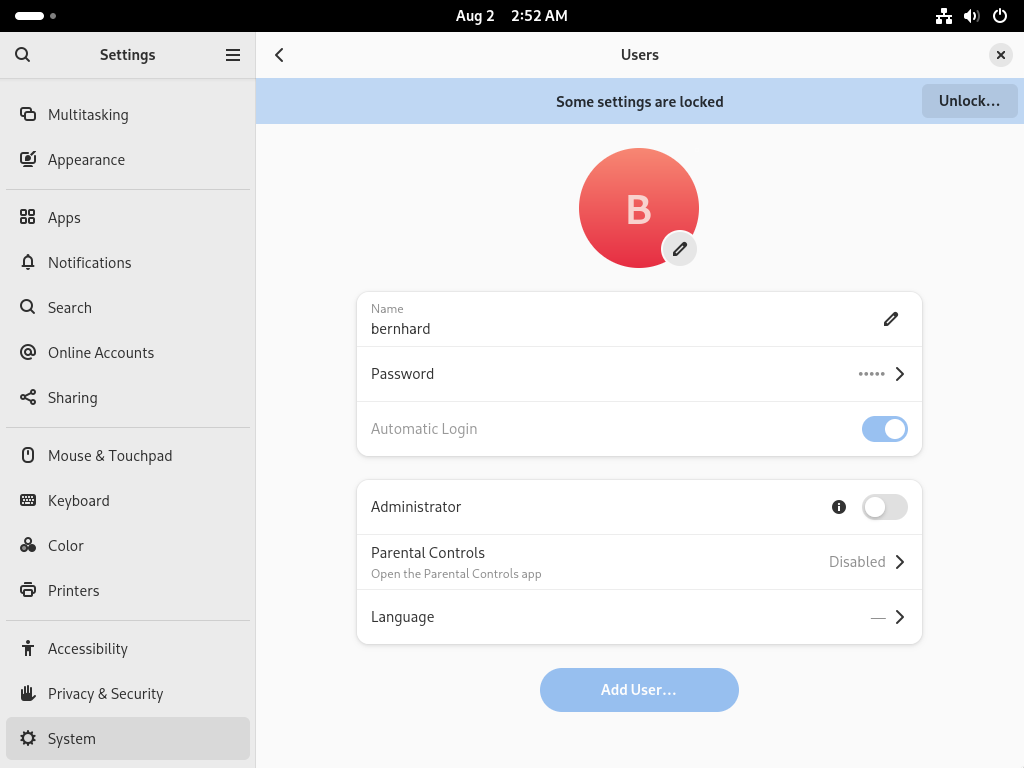 Aug 2 2:52 AM
Settings
Users
Some settings are locked
Unlock...
Multitasking
Appearance
Apps
Notifications
Search
Online Accounts
Sharing
Mouse & Touchpad
Keyboard
Color
Printers
Accessibility
Privacy & Security
System
B
Name
bernhard
Password
•••••
Automatic Login
Administrator
Parental Controls
Open the Parental Controls app
Disabled
Language
—
Add User...